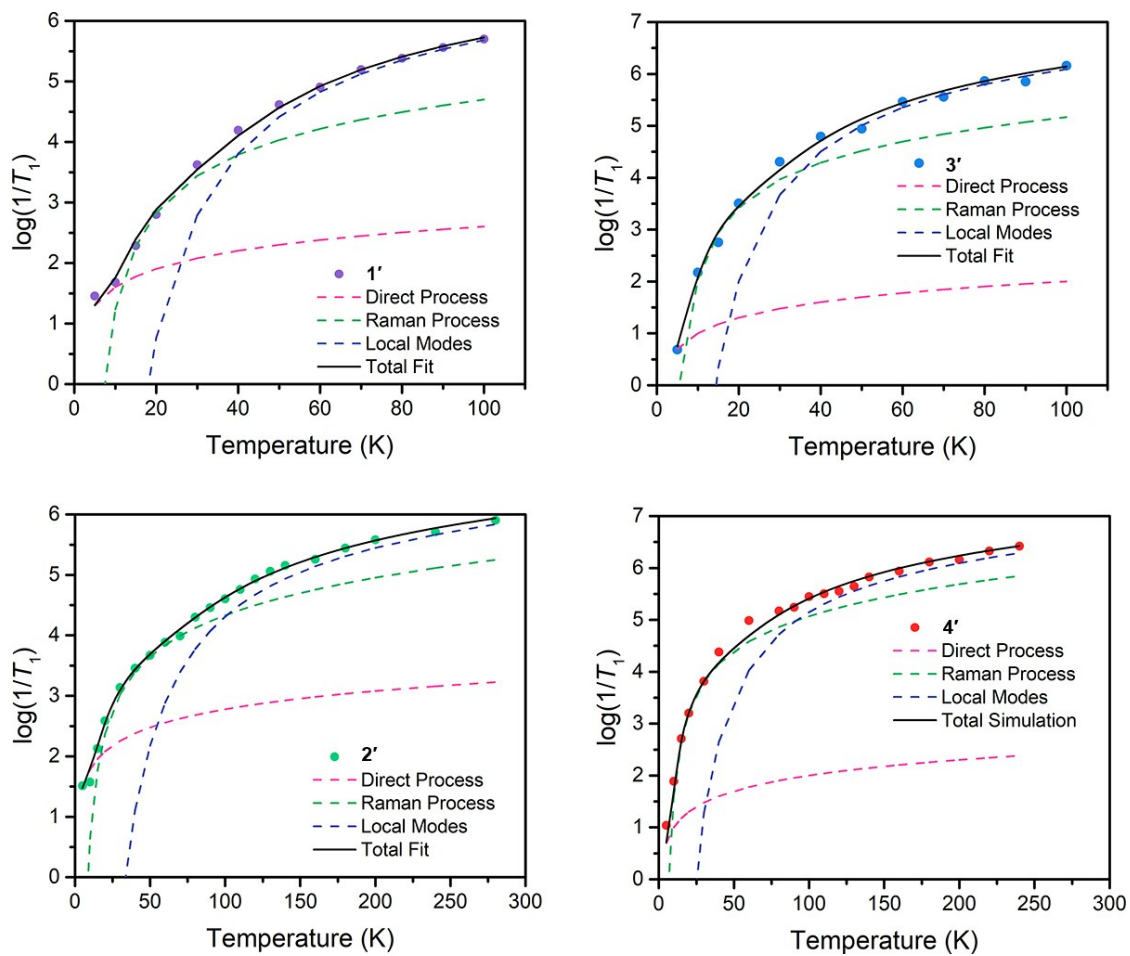 6
5
4
3
2
1
0
log(1/T₁)
1′
Direct Process
Raman Process
Local Modes
Total Fit
0 20 40 60 80 100
Temperature (K)
7
6
5
4
3
2
1
0
log(1/T₁)
3′
Direct Process
Raman Process
Local Modes
Total Fit
0 20 40 60 80 100
Temperature (K)
6
5
4
3
2
1
0
log(1/T₁)
2′
Direct Process
Raman Process
Local Modes
Total Fit
0 50 100 150 200 250 300
Temperature (K)
7
6
5
4
3
2
1
0
log(1/T₁)
4′
Direct Process
Raman Process
Local Modes
Total Simulation
0 50 100 150 200 250 300
Temperature (K)